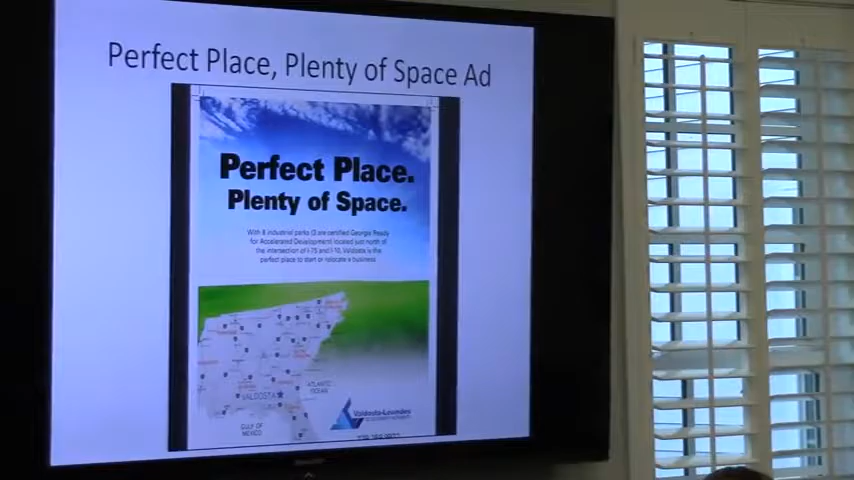 Perfect Place, Plenty of Space Ad
Perfect Place.
Plenty of Space.
With 8 industrial parks (3 are certified Georgia Ready
for Accelerated Development) located just north of
the intersection of I-75 and I-10, Valdosta is the
perfect place to start or relocate a business.
ATLANTIC
OCEAN
VALDOSTA
GULF OF
MEXICO
Valdosta-Lowndes